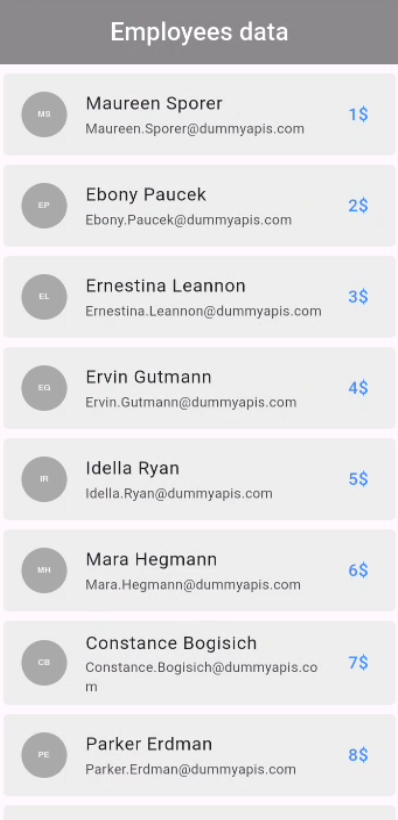 Employees data
MS
Maureen Sporer
1$
Maureen.Sporer@dummyapis.com
EP
Ebony Paucek
2$
Ebony.Paucek@dummyapis.com
EL
Ernestina Leannon
3$
Ernestina.Leannon@dummyapis.com
EG
Ervin Gutmann
4$
Ervin.Gutmann@dummyapis.com
IR
Idella Ryan
5$
Idella.Ryan@dummyapis.com
MH
Mara Hegmann
6$
Mara.Hegmann@dummyapis.com
CB
Constance Bogisich
7$
Constance.Bogisich@dummyapis.co
m
PE
Parker Erdman
8$
Parker.Erdman@dummyapis.com